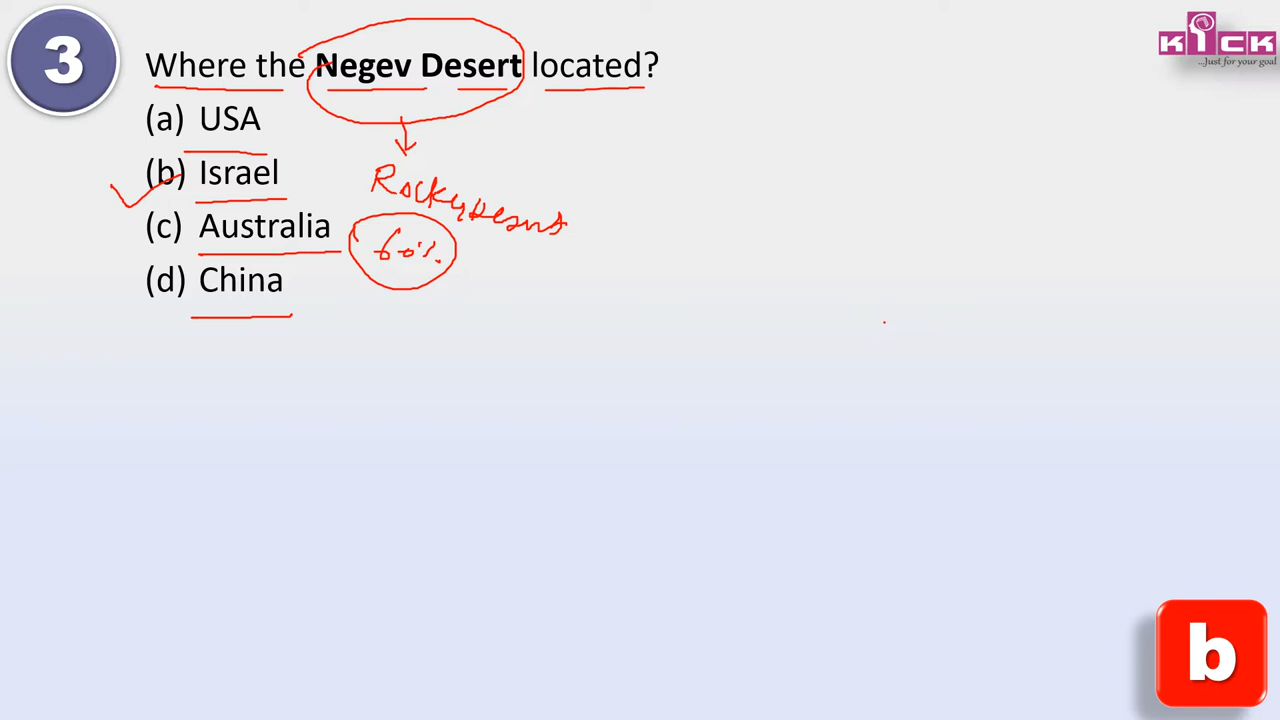 3
Where the Negev Desert located?
(a) USA
(b) Israel
(c) Australia
(d) China
Rocky Desert
60%.
KICK
...Just for your goal
b